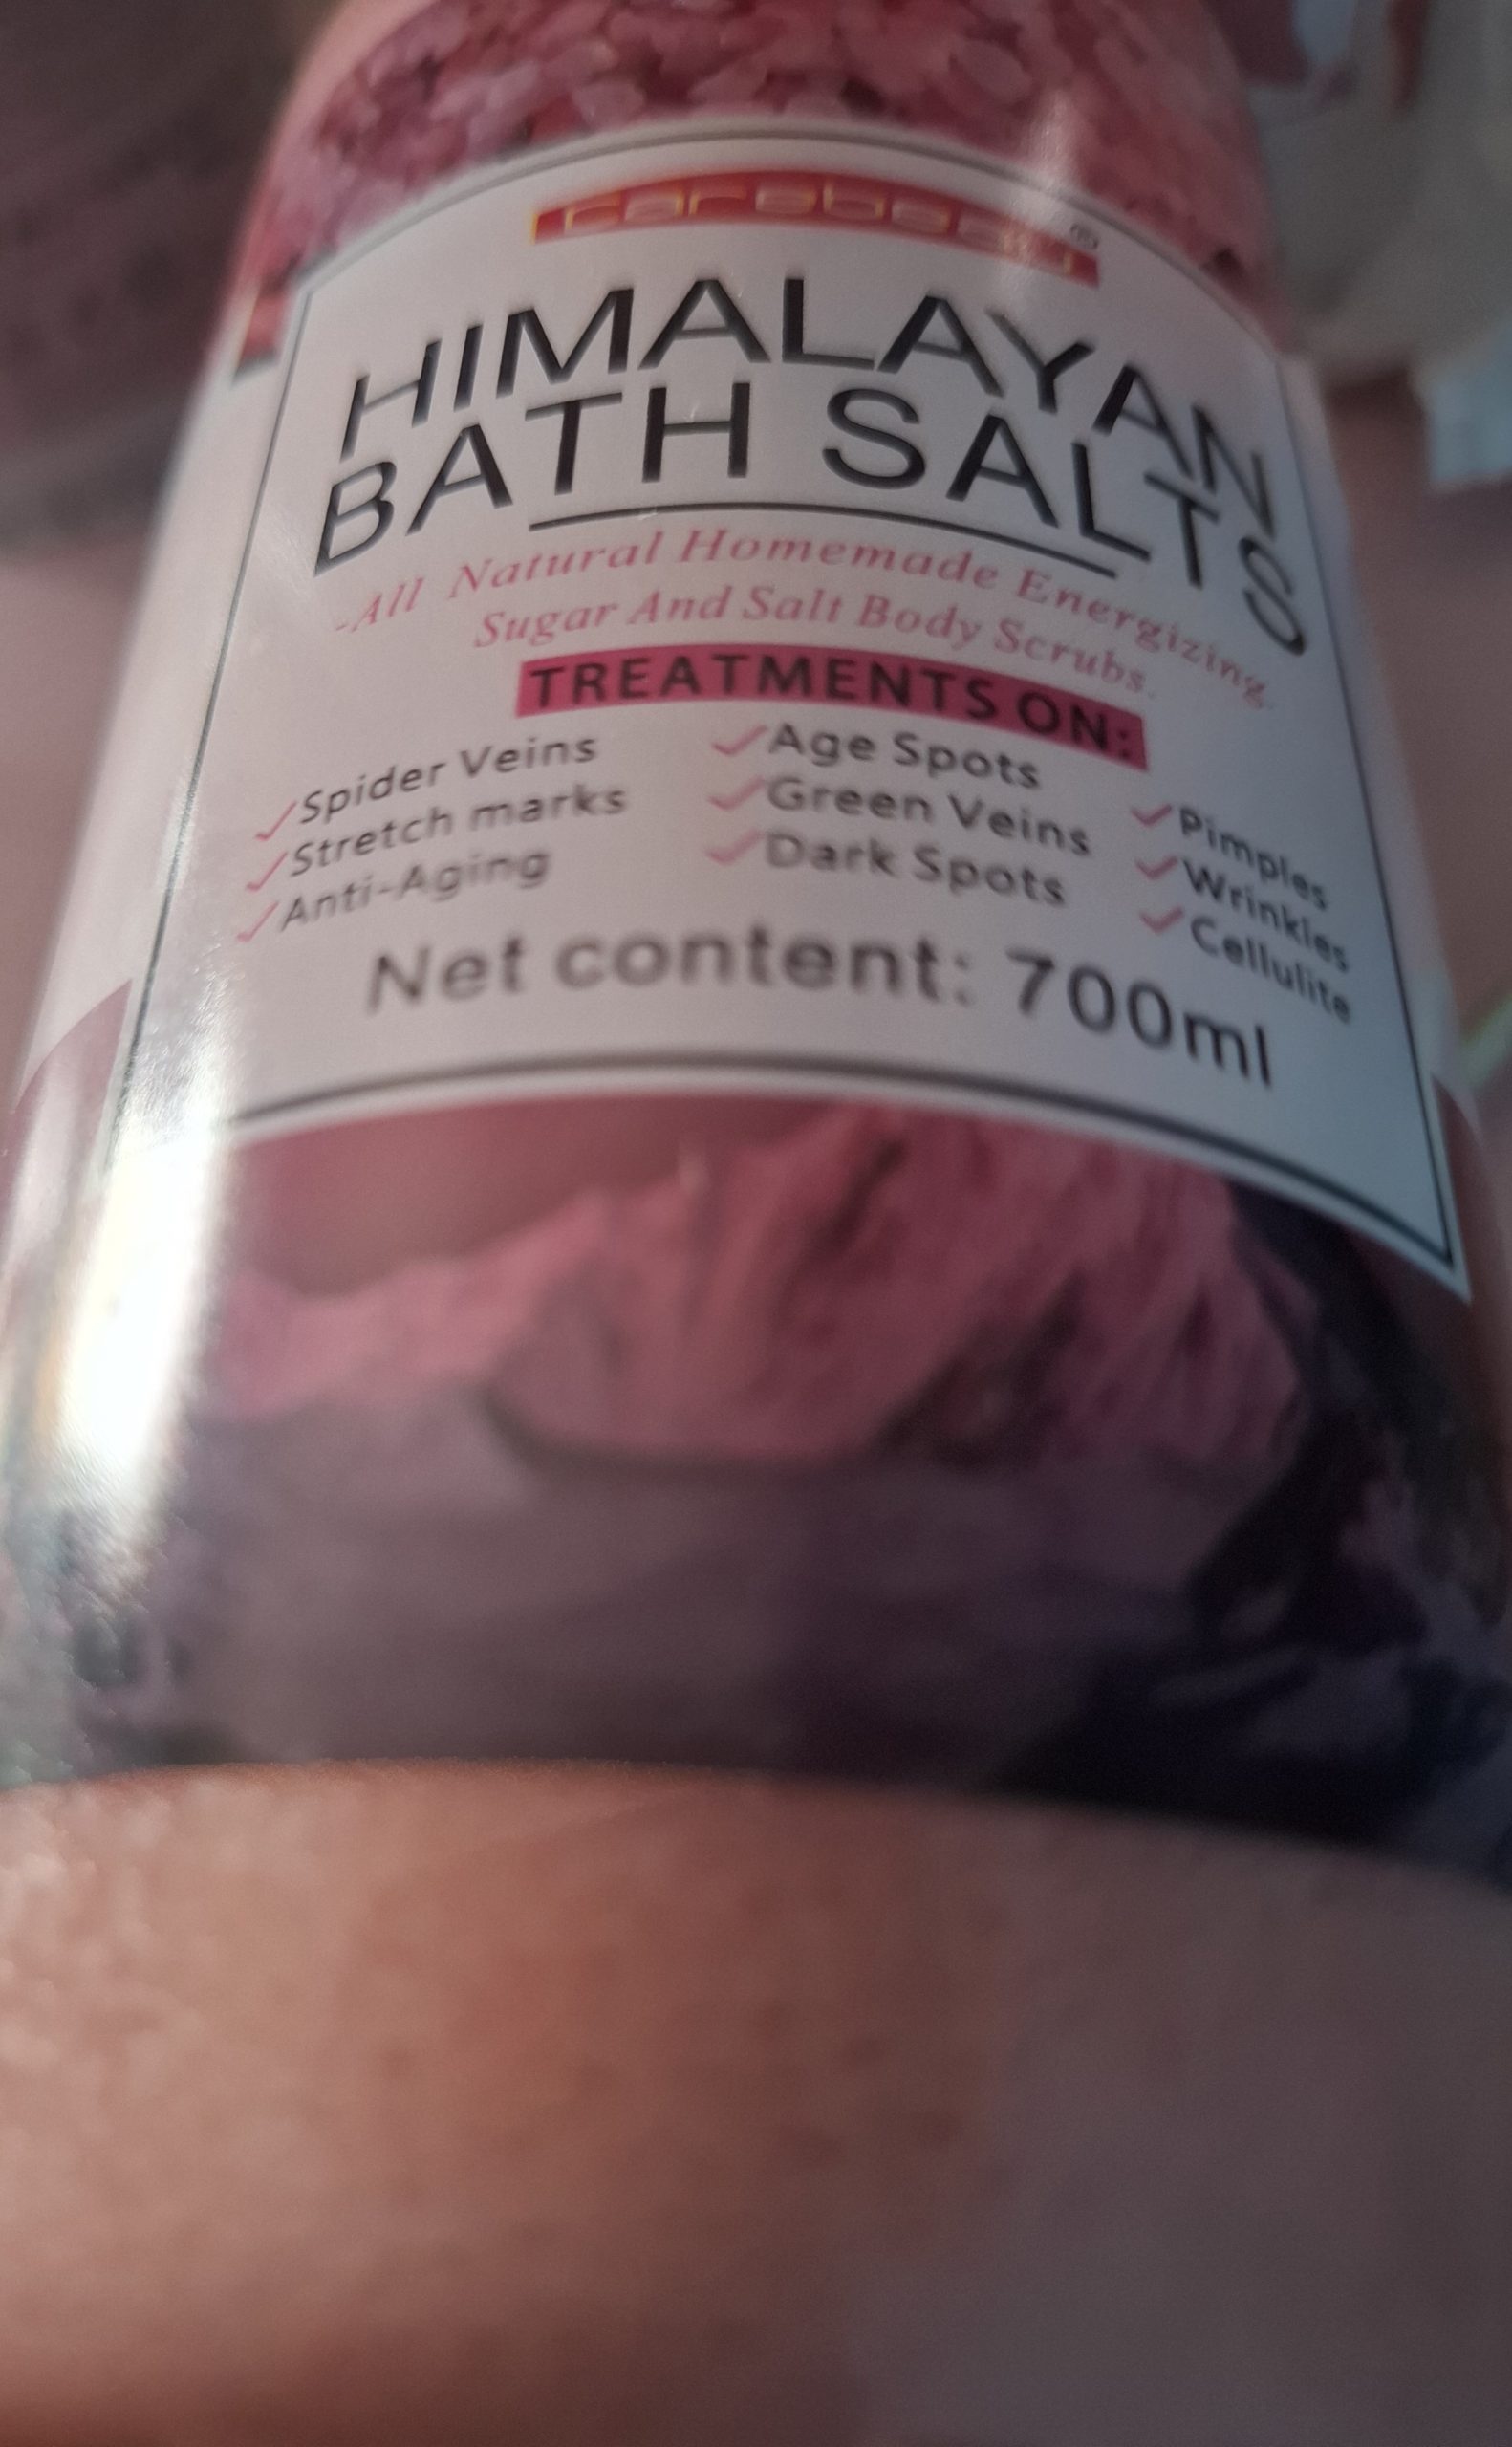 karabeauty®
HIMALAYAN
BATH SALTS
-All Natural Homemade Energizing
Sugar And Salt Body Scrubs.
TREATMENTS ON:
✓Spider Veins
✓Stretch marks
✓Anti-Aging
✓Age Spots
✓Green Veins
✓Dark Spots
✓Pimples
✓Wrinkles
✓Cellulite
Net content: 700ml